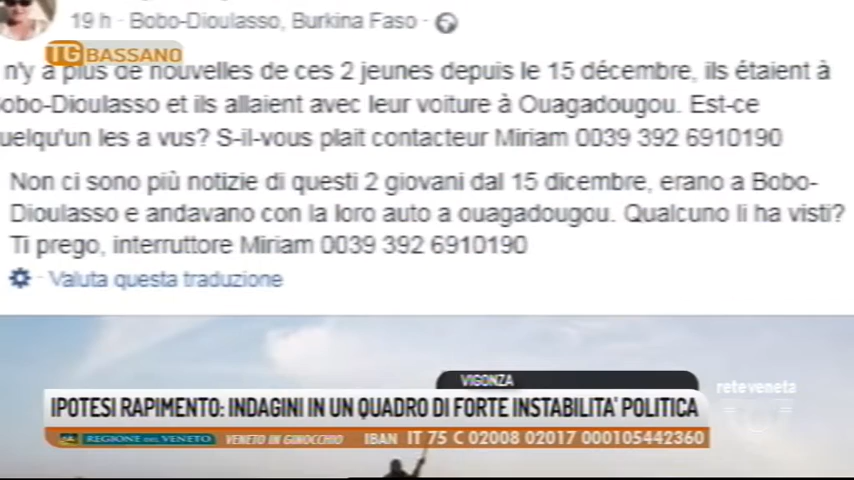 19 h · Bobo-Dioulasso, Burkina Faso ·
TG BASSANO
n'y a plus de nouvelles de ces 2 jeunes depuis le 15 décembre, ils étaient à
obo-Dioulasso et ils allaient avec leur voiture à Ouagadougou. Est-ce
uelqu'un les a vus? S-il-vous plait contacteur Miriam 0039 392 6910190
Non ci sono più notizie di questi 2 giovani dal 15 dicembre, erano a Bobo-
Dioulasso e andavano con la loro auto a ouagadougou. Qualcuno li ha visti?
Ti prego, interruttore Miriam 0039 392 6910190
· Valuta questa traduzione
VIGONZA
reteveneta
IPOTESI RAPIMENTO: INDAGINI IN UN QUADRO DI FORTE INSTABILITA' POLITICA
REGIONE DEL VENETO VENETO IN GINOCCHIO IBAN IT 75 C 02008 02017 000105442360